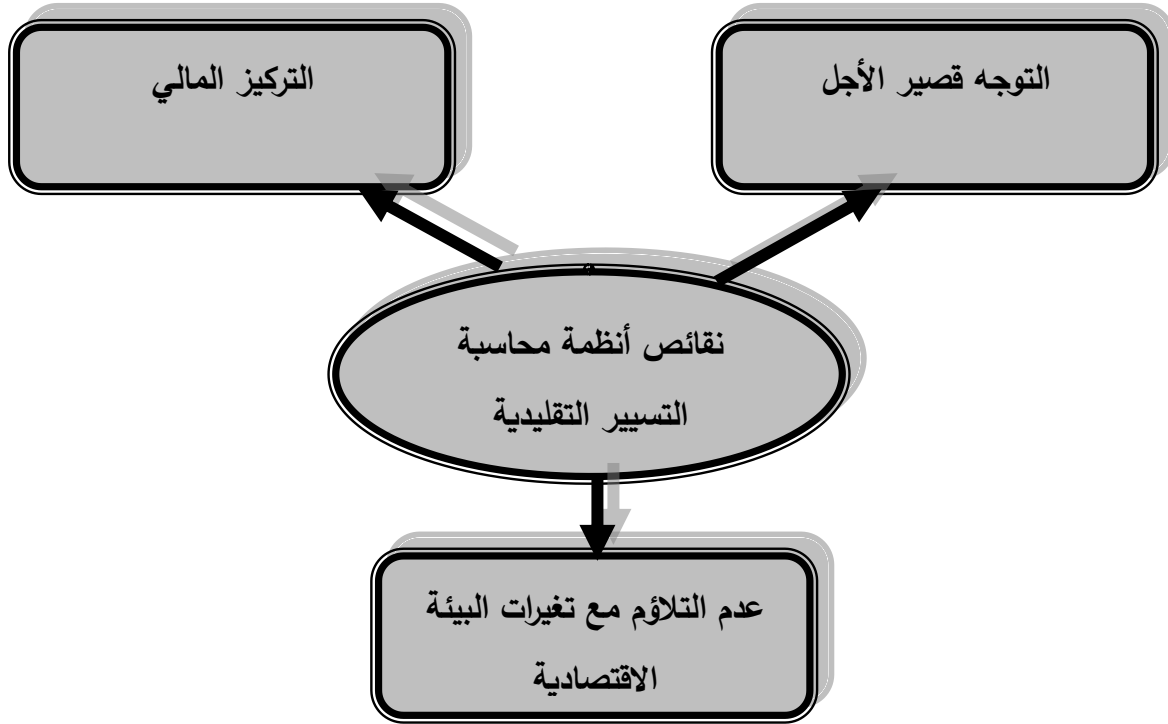 التوجه قصير الأجل
التركيز المالي
نقائص أنظمة محاسبة
التسيير التقليدية
عدم التلاؤم مع تغيرات البيئة
الاقتصادية